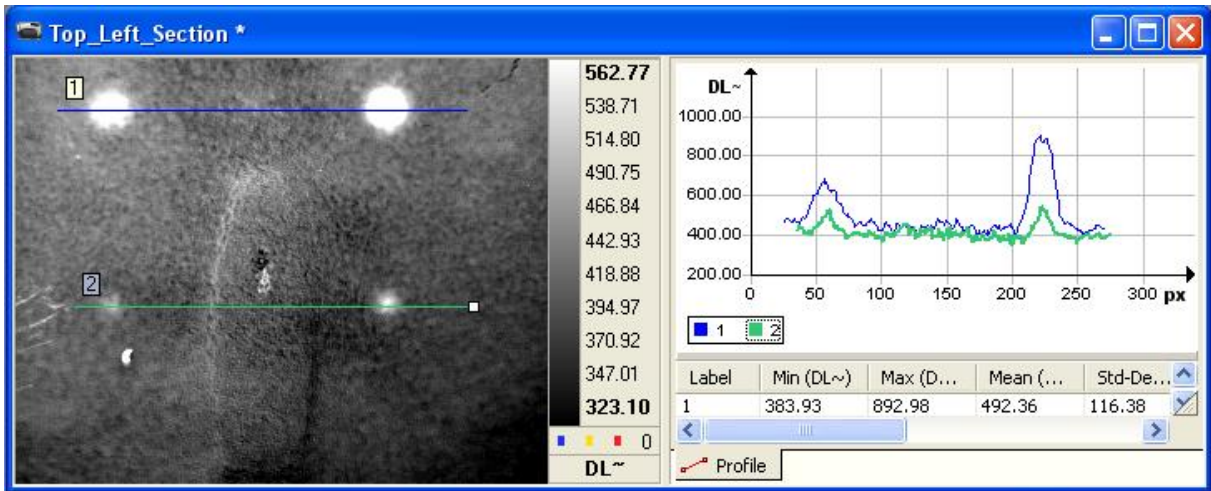 Top_Left_Section *
1
2
562.77
538.71
514.80
490.75
466.84
442.93
418.88
394.97
370.92
347.01
323.10
0
DL~
DL~
1000.00
800.00
600.00
400.00
200.00
0 50 100 150 200 250 300 px
1 2
Label Min (DL~) Max (D... Mean (... Std-De...
1 383.93 892.98 492.36 116.38
Profile